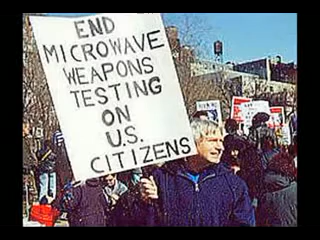 END
MICROWAVE
WEAPONS
TESTING
ON
U.S.
CITIZENS